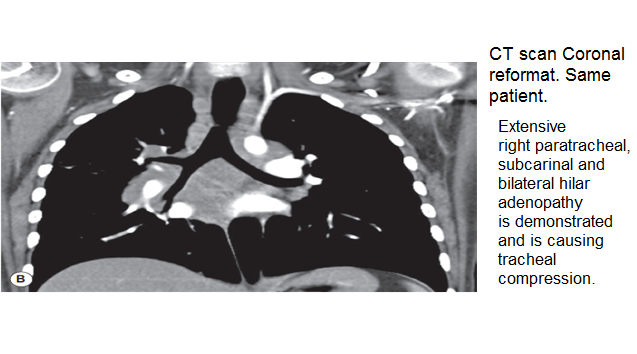 CT scan Coronal
reformat. Same
patient.
Extensive
right paratracheal,
subcarinal and
bilateral hilar
adenopathy
is demonstrated
and is causing
tracheal
compression.
B